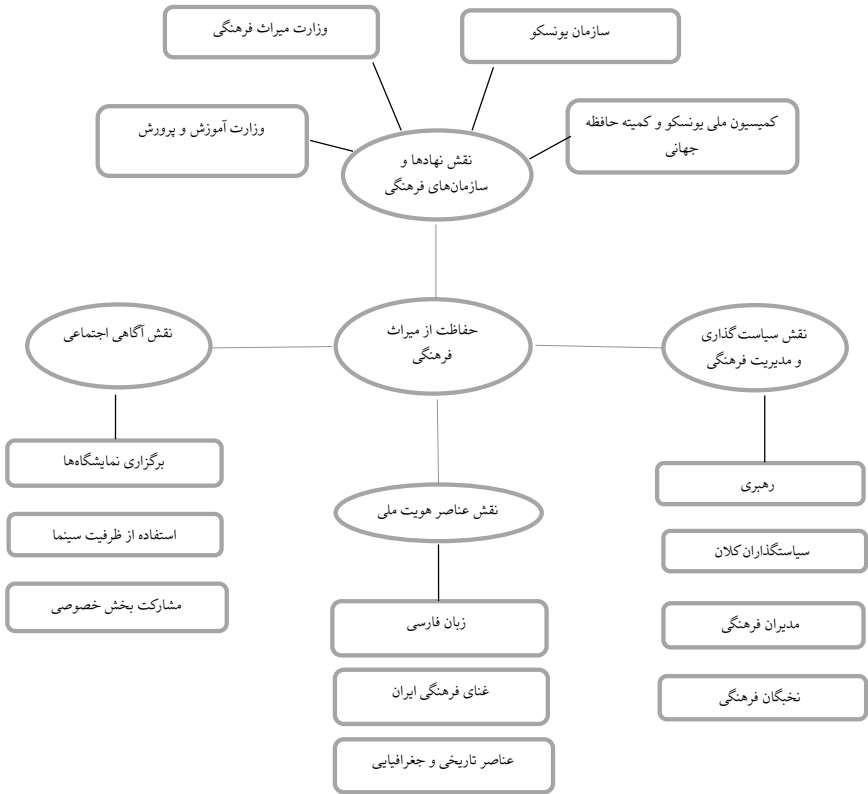 سازمان یونسکو
وزارت میراث فرهنگی
کمیسیون ملی یونسکو و کمیته حافظه
جهانی
وزارت آموزش و پرورش
نقش نهادها و
سازمان‌های فرهنگی
نقش سیاست گذاری
و مدیریت فرهنگی
حفاظت از میراث
فرهنگی
نقش آگاهی اجتماعی
رهبری
سیاستگذاران کلان
مدیران فرهنگی
نخبگان فرهنگی
نقش عناصر هویت ملی
زبان فارسی
غنای فرهنگی ایران
عناصر تاریخی و جغرافیایی
برگزاری نمایشگاه‌ها
استفاده از ظرفیت سینما
مشارکت بخش خصوصی